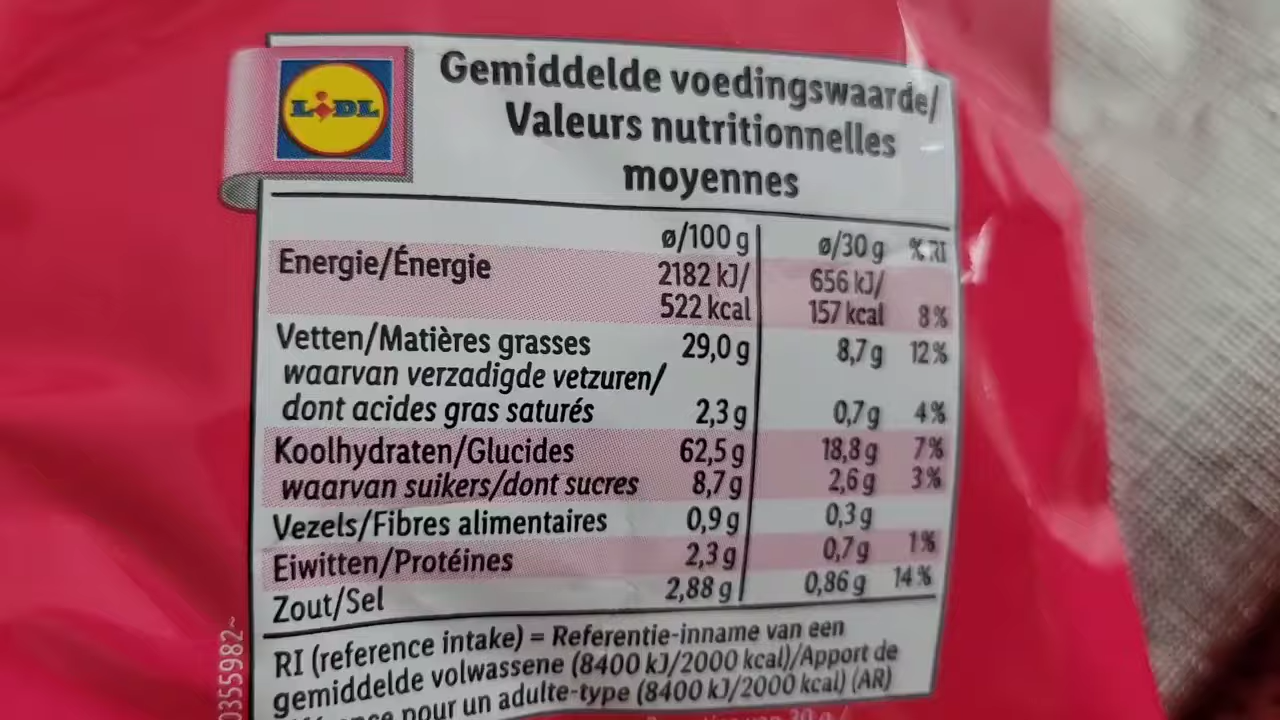 LIDL
Gemiddelde voedingswaarde/
Valeurs nutritionnelles
moyennes
ø/100 g ø/30 g % RI
Energie/Énergie 2182 kJ/ 656 kJ/
522 kcal 157 kcal 8%
Vetten/Matières grasses 29,0 g 8,7 g 12%
waarvan verzadigde vetzuren/
dont acides gras saturés 2,3 g 0,7 g 4%
Koolhydraten/Glucides 62,5 g 18,8 g 7%
waarvan suikers/dont sucres 8,7 g 2,6 g 3%
Vezels/Fibres alimentaires 0,9 g 0,3 g
Eiwitten/Protéines 2,3 g 0,7 g 1%
Zout/Sel 2,88 g 0,86 g 14%
RI (reference intake) = Referentie-inname van een
gemiddelde volwassene (8400 kJ/2000 kcal)/Apport de
pour un adulte-type (8400 kJ/2000 kcal) (AR)
0355982~